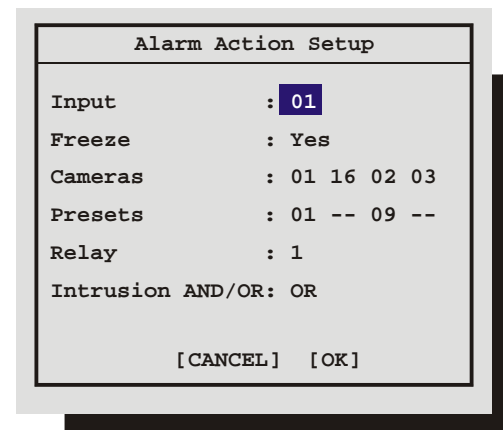 Alarm Action Setup
Input : 01
Freeze : Yes
Cameras : 01 16 02 03
Presets : 01 -- 09 --
Relay : 1
Intrusion AND/OR: OR
[CANCEL] [OK]